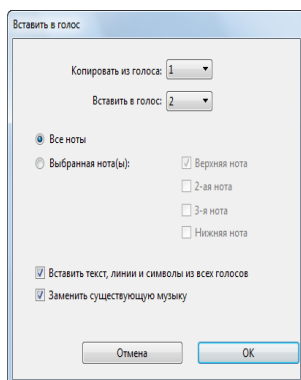 Вставить в голос
Копировать из голоса: 1
Вставить в голос: 2
Все ноты
Выбранная нота(ы):
Верхняя нота
2-ая нота
3-я нота
Нижняя нота
Вставить текст, линии и символы из всех голосов
Заменить существующую музыку
Отмена
OK